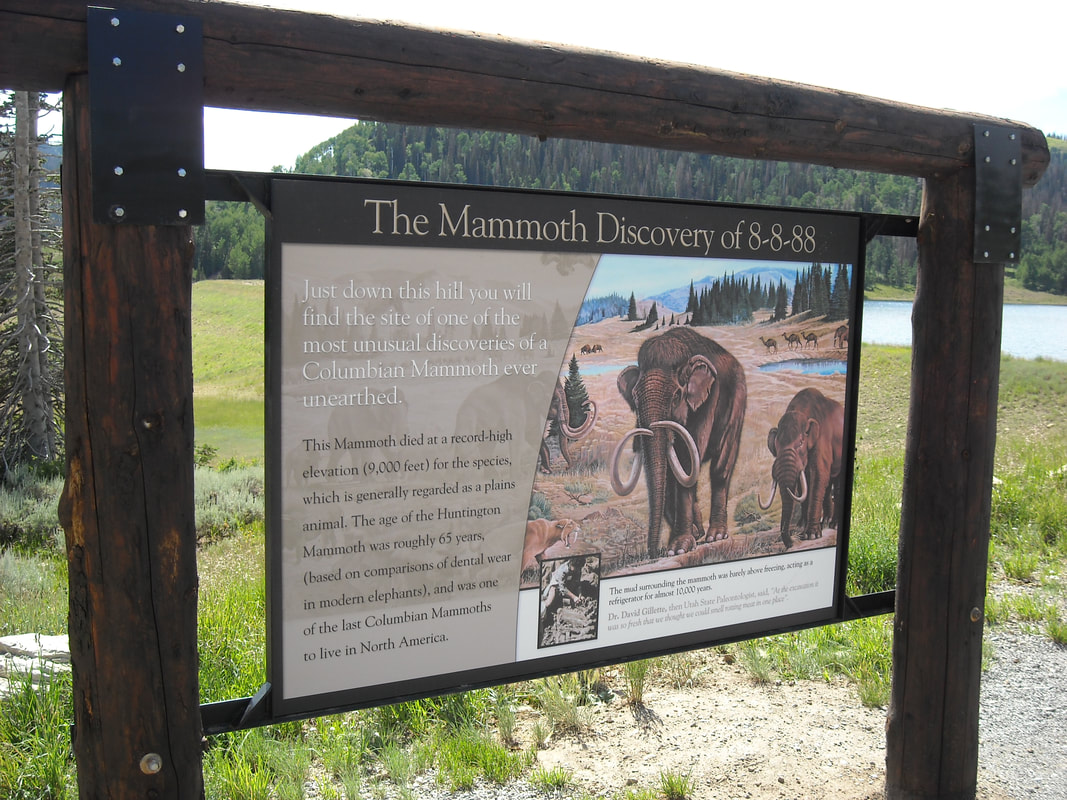 The Mammoth Discovery of 8-8-88
Just down this hill you will
find the site of one of the
most unusual discoveries of a
Columbian Mammoth ever
unearthed.
This Mammoth died at a record-high
elevation (9,000 feet) for the species,
which is generally regarded as a plains
animal. The age of the Huntington
Mammoth was roughly 65 years,
(based on comparisons of dental wear
in modern elephants), and was one
of the last Columbian Mammoths
to live in North America.
The mud surrounding the mammoth was barely above freezing, acting as a
refrigerator for almost 10,000 years.
Dr. David Gillette, then Utah State Paleontologist, said, "At the excavation it
was so fresh that we thought we could smell rotting meat in one place".